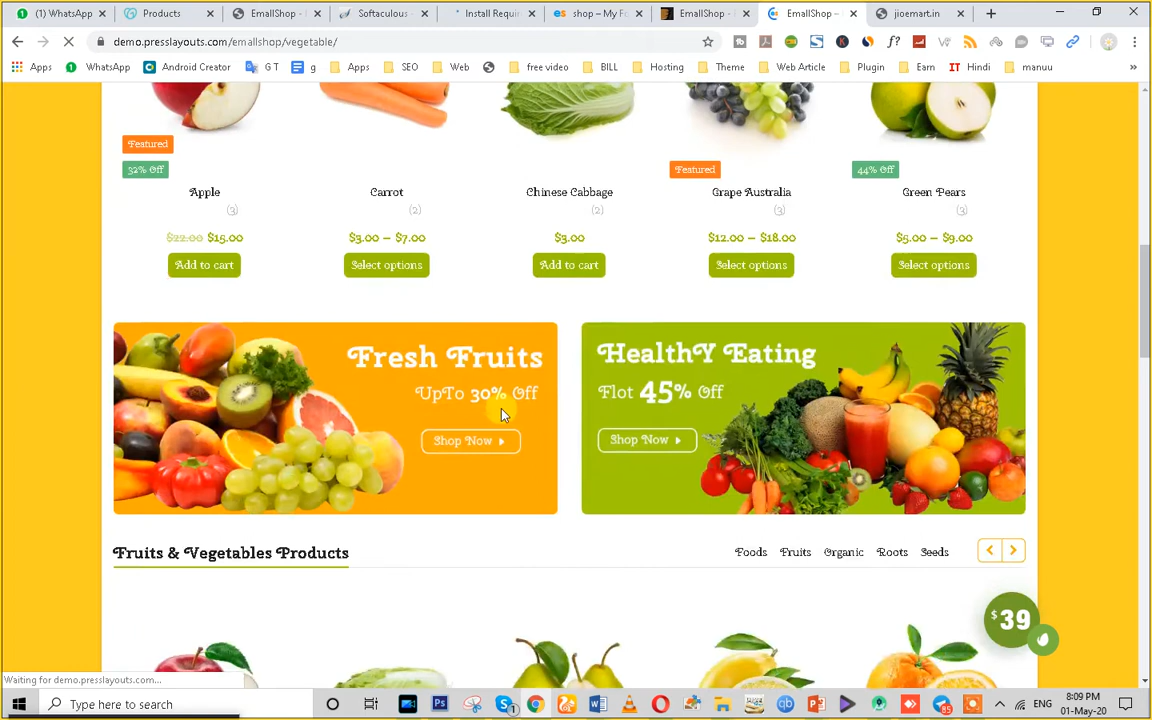 (1) WhatsApp
Products
EmallShop -
Softaculous -
Install Requi
shop – My Fo
EmallShop - /
EmallShop –
jioemart.in
demo.presslayouts.com/emallshop/vegetable/
Apps
WhatsApp
Android Creator
G T
g
Apps
SEO
Web
free video
BILL
Hosting
Theme
Web Article
Plugin
Earn
IT Hindi
manuu
»
Featured
32% Off
Featured
44% Off
Apple
Carrot
Chinese Cabbage
Grape Australia
Green Pears
(3)
(2)
(2)
(3)
(3)
$22.00 $15.00
$3.00 – $7.00
$3.00
$12.00 – $18.00
$5.00 – $9.00
Add to cart
Select options
Add to cart
Select options
Select options
Fresh Fruits
UpTo 30% Off
Shop Now
HealthY Eating
Flot 45% Off
Shop Now
Fruits & Vegetables Products
Foods
Fruits
Organic
Roots
Seeds
$39
Waiting for demo.presslayouts.com...
Type here to search
ENG
8:09 PM
01-May-20